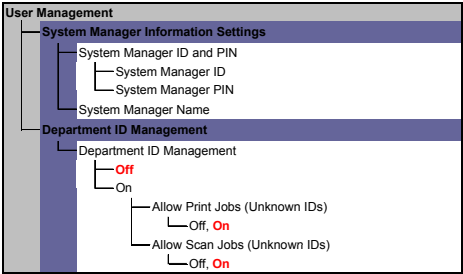 User Management
System Manager Information Settings
System Manager ID and PIN
System Manager ID
System Manager PIN
System Manager Name
Department ID Management
Department ID Management
Off
On
Allow Print Jobs (Unknown IDs)
Off, On
Allow Scan Jobs (Unknown IDs)
Off, On